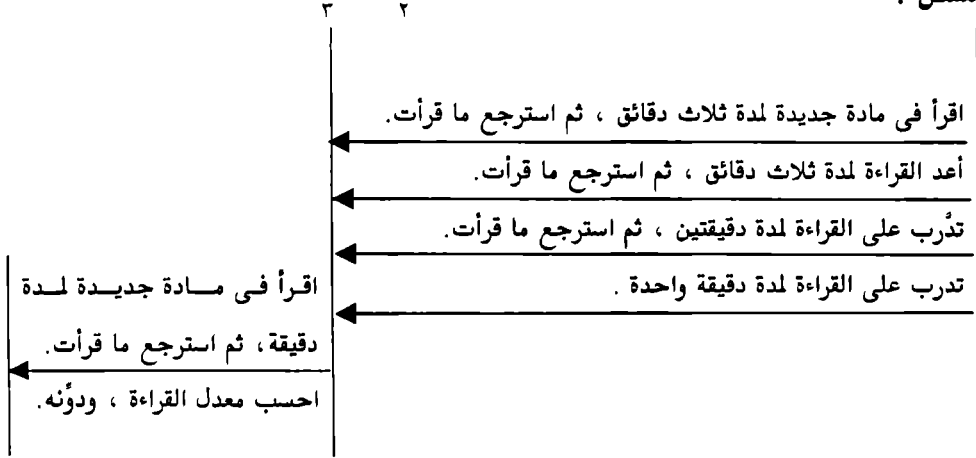 ٢ ٣
اقرأ فى مادة جديدة لمدة ثلاث دقائق ، ثم استرجع ما قرأت.
أعد القراءة لمدة ثلاث دقائق ، ثم استرجع ما قرأت.
تدَّرب على القراءة لمدة دقيقتين ، ثم استرجع ما قرأت.
تدرب على القراءة لمدة دقيقة واحدة .
اقرأ فى مادة جديدة لمدة
دقيقة، ثم استرجع ما قرأت.
احسب معدل القراءة ، ودوِّنه.